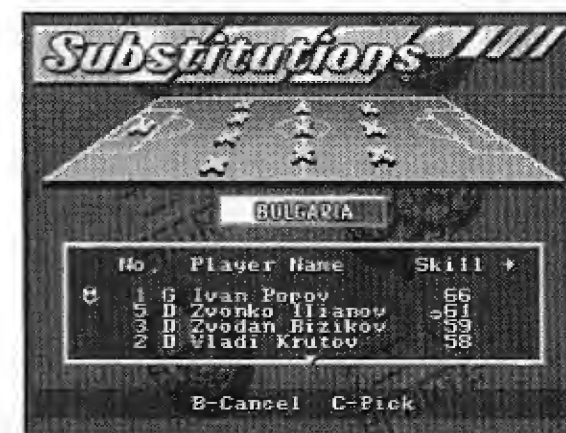 Substitutions
BULGARIA
No. Player Name Skill
1 G Ivan Popov 66
5 D Zvonko Ilianov 61
3 D Zvodan Bizikov 59
2 D Vladi Krutov 58
B-Cancel C-Pick